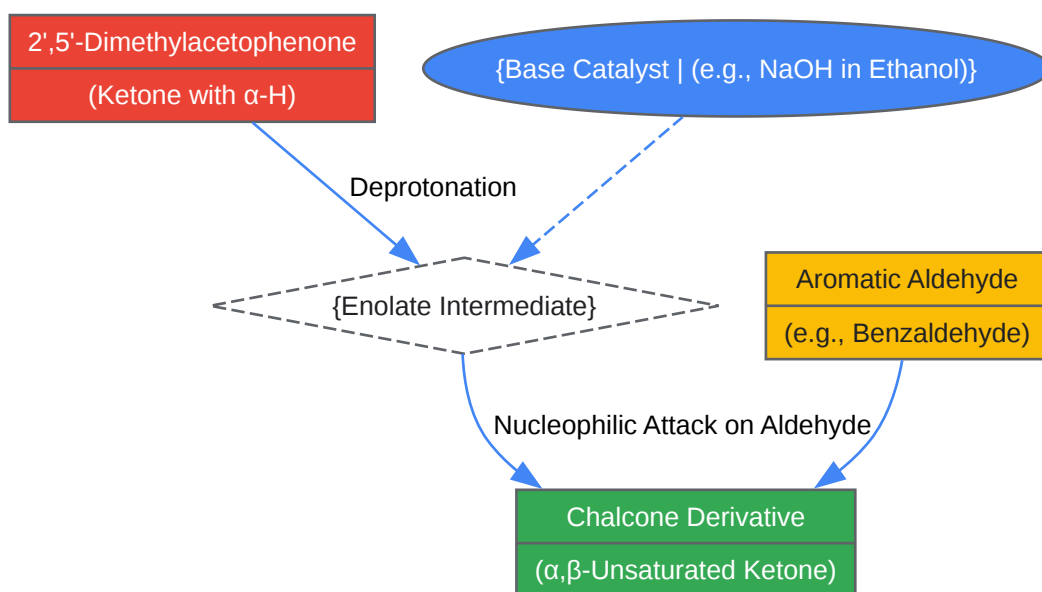 2',5'-Dimethylacetophenone
(Ketone with α-H)
{Base Catalyst | (e.g., NaOH in Ethanol)}
Deprotonation
{Enolate Intermediate}
Aromatic Aldehyde
(e.g., Benzaldehyde)
Nucleophilic Attack on Aldehyde
Chalcone Derivative
(α,β-Unsaturated Ketone)